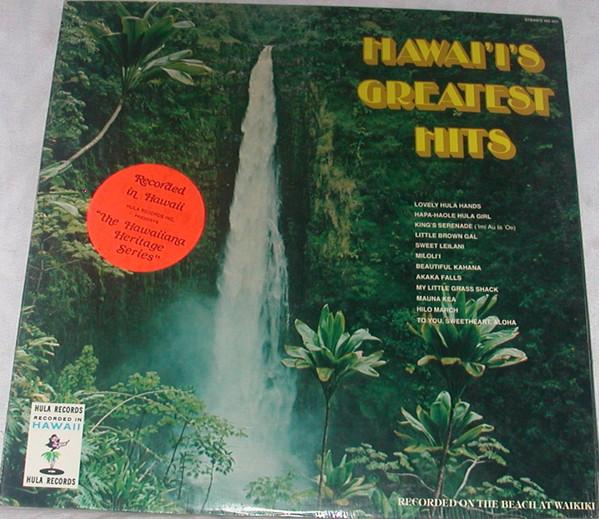 STEREO HS-
HAWAI'I'S
GREATEST
HITS
Recorded
in Hawaii
HULA RECORDS INC.
PRESENTS
"the Hawaiiana
Heritage
Series"
LOVELY HULA HANDS
HAPA-HAOLE HULA GIRL
KING'S SERENADE ('Imi Au Iā 'Oe)
LITTLE BROWN GAL
SWEET LEILANI
MILOLI'I
BEAUTIFUL KAHANA
AKAKA FALLS
MY LITTLE GRASS SHACK
MAUNA KEA
HILO MARCH
TO YOU, SWEETHEART, ALOHA
HULA RECORDS
RECORDED IN
HAWAII
HULA RECORDS
RECORDED ON THE BEACH AT WAIKIKI